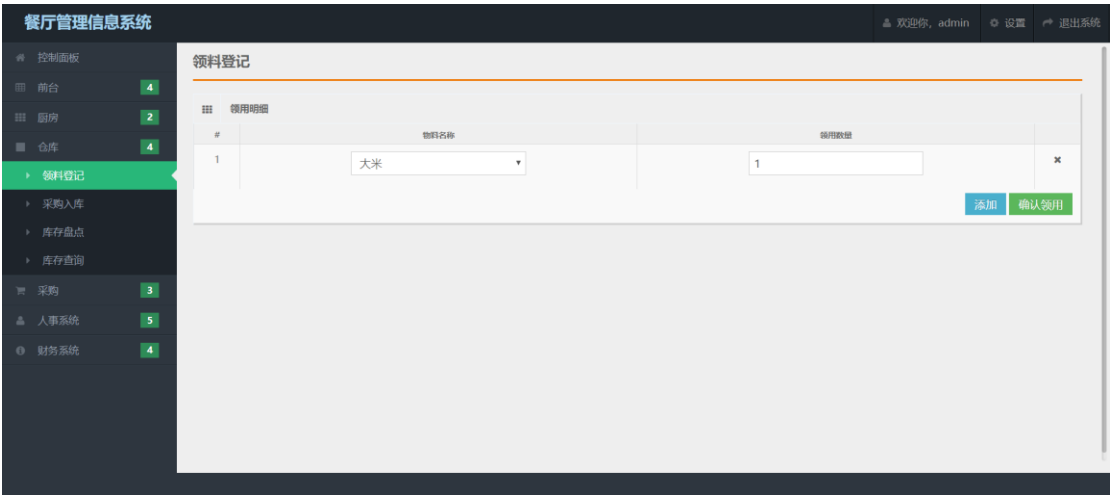 餐厅管理信息系统
欢迎你, admin
设置
退出系统
控制面板
前台 4
厨房 2
仓库 4
领料登记
采购入库
库存盘点
库存查询
采购 3
人事系统 5
财务系统 4
领料登记
领用明细
# 物料名称 领用数量
1 大米 1
添加 确认领用